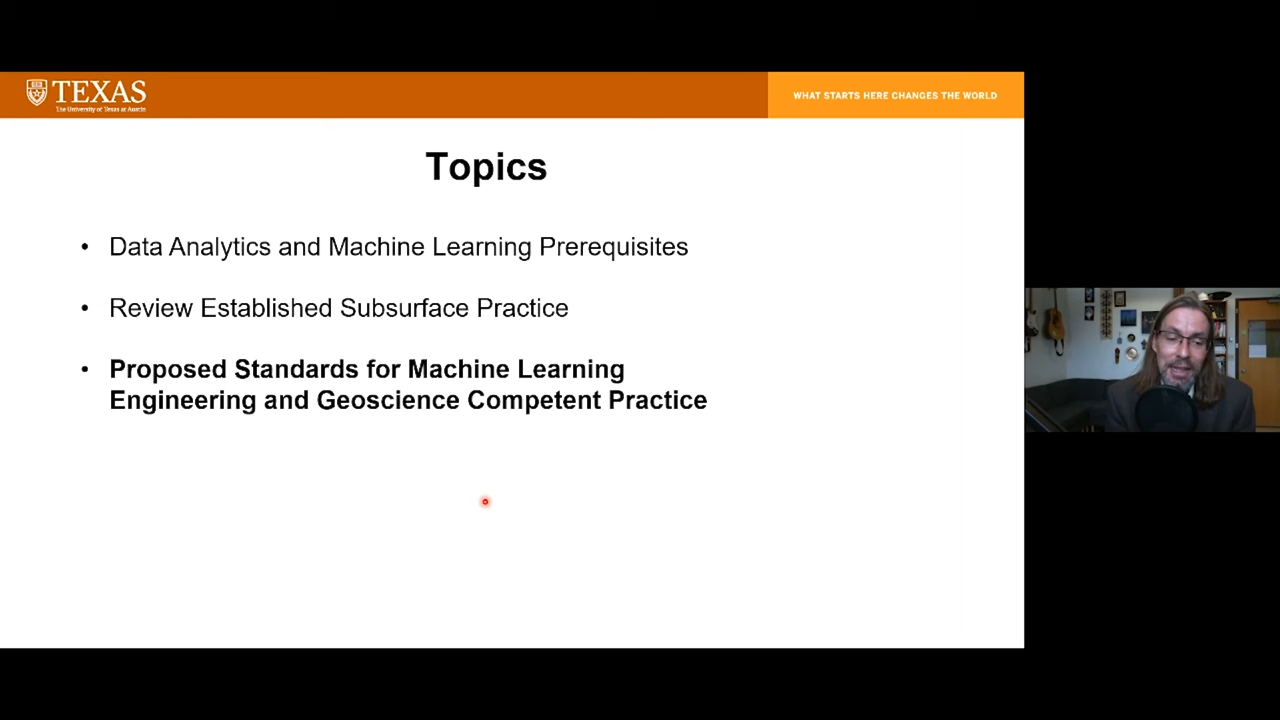 TEXAS
The University of Texas at Austin
WHAT STARTS HERE CHANGES THE WORLD
Topics
• Data Analytics and Machine Learning Prerequisites
• Review Established Subsurface Practice
• Proposed Standards for Machine Learning
Engineering and Geoscience Competent Practice